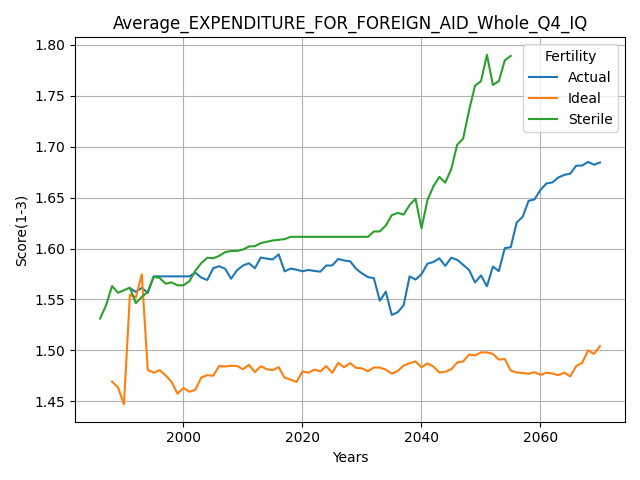 Average_EXPENDITURE_FOR_FOREIGN_AID_Whole_Q4_IQ
Score(1-3)
1.80
1.75
1.70
1.65
1.60
1.55
1.50
1.45
Fertility
Actual
Ideal
Sterile
2000
2020
2040
2060
Years